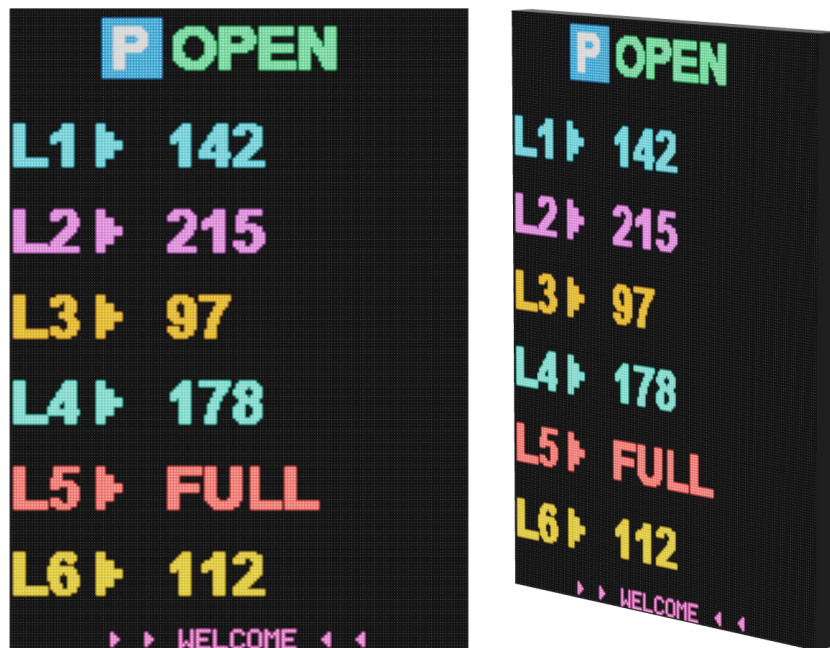 P OPEN
L1 142
L2 215
L3 97
L4 178
L5 FULL
L6 112
WELCOME
P OPEN
L1 142
L2 215
L3 97
L4 178
L5 FULL
L6 112
WELCOME